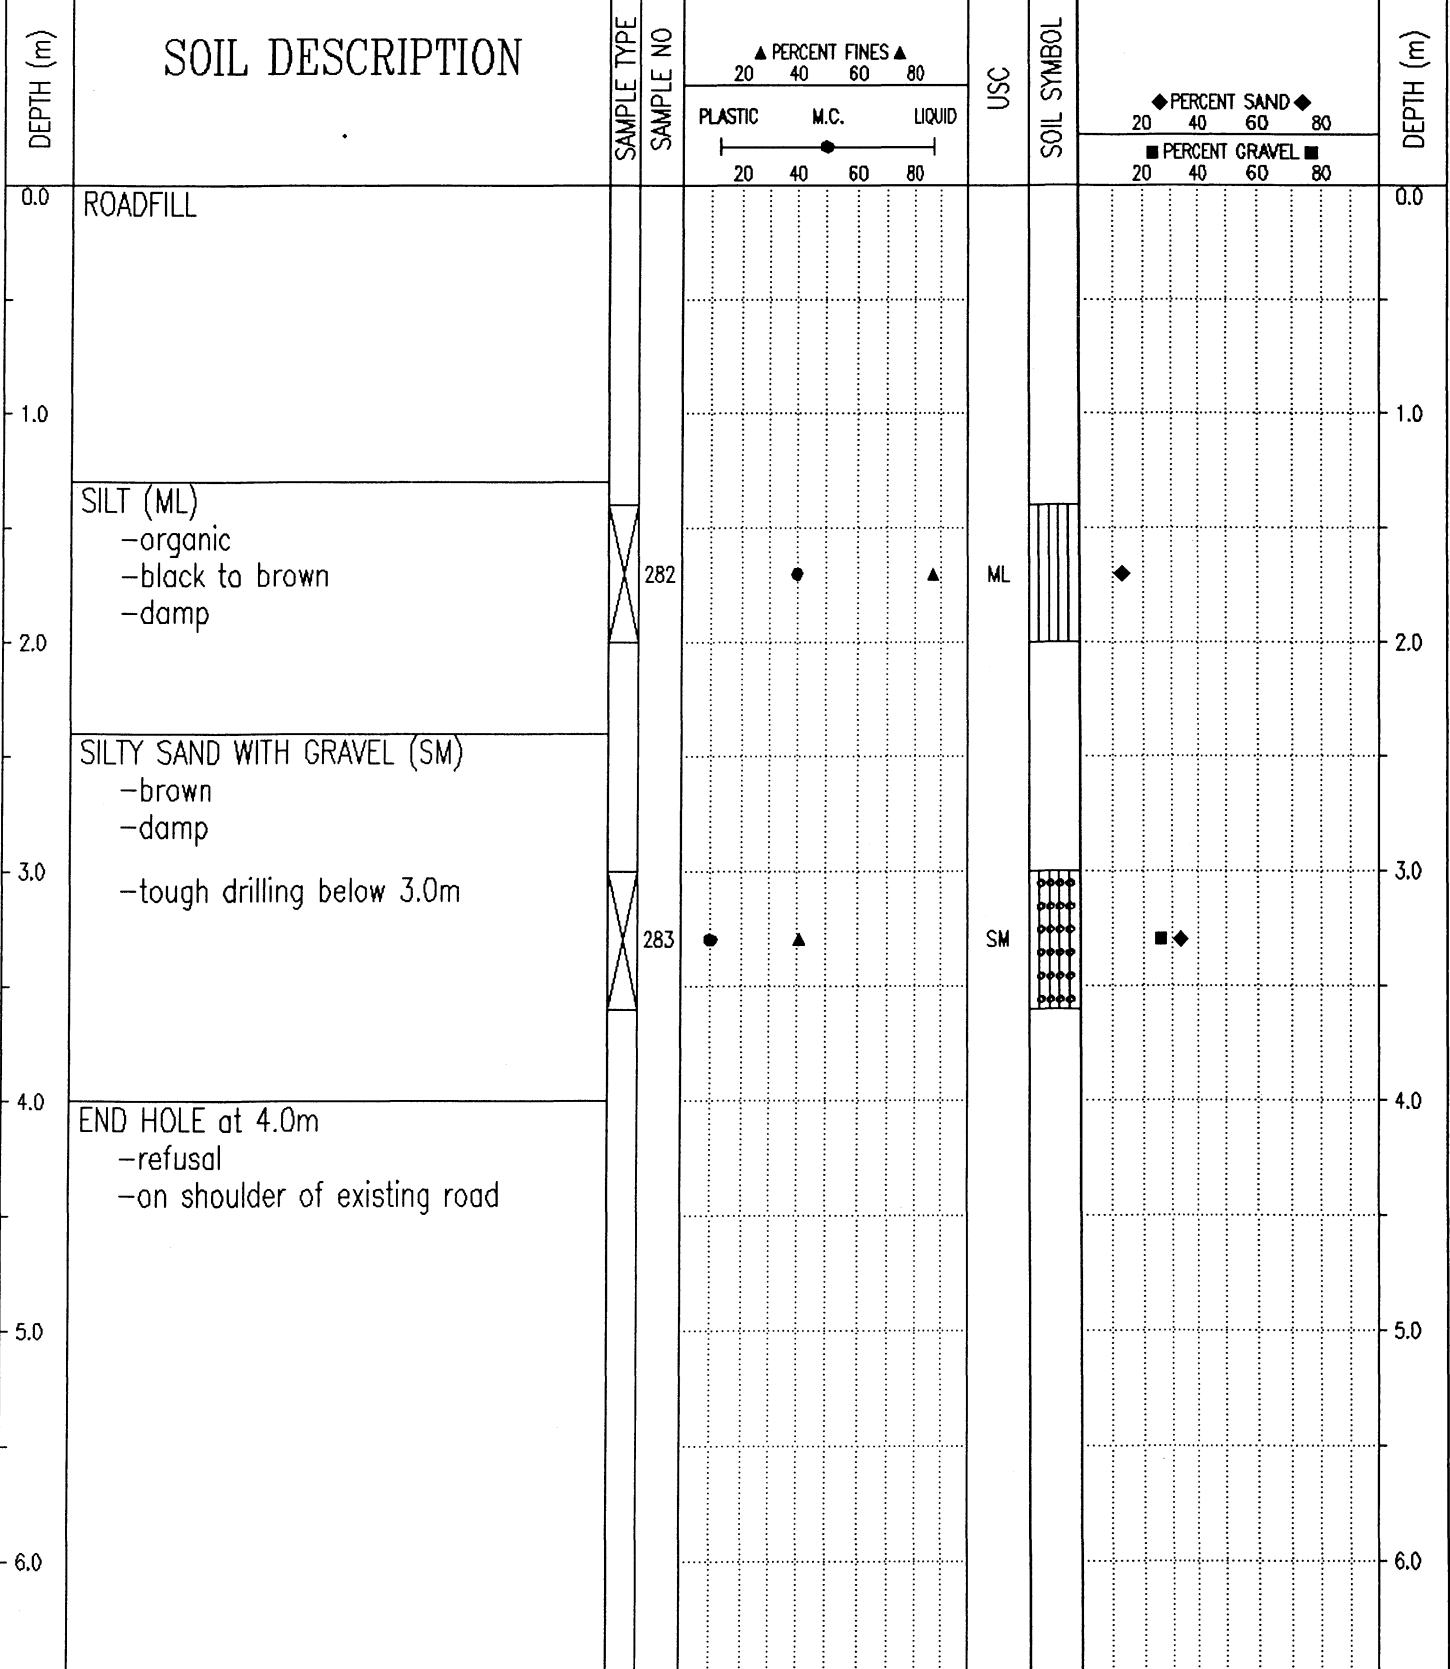 DEPTH (m)
SOIL DESCRIPTION
SAMPLE TYPE
SAMPLE NO
▲ PERCENT FINES ▲
20 40 60 80
PLASTIC M.C. LIQUID
20 40 60 80
USC
SOIL SYMBOL
◆ PERCENT SAND ◆
20 40 60 80
■ PERCENT GRAVEL ■
20 40 60 80
DEPTH (m)
0.0 ROADFILL 0.0
1.0 1.0
SILT (ML)
-organic
-black to brown
282 ML
-damp
2.0 2.0
SILTY SAND WITH GRAVEL (SM)
-brown
-damp
3.0 3.0
-tough drilling below 3.0m
283 SM
4.0 4.0
END HOLE at 4.0m
-refusal
-on shoulder of existing road
5.0 5.0
6.0 6.0